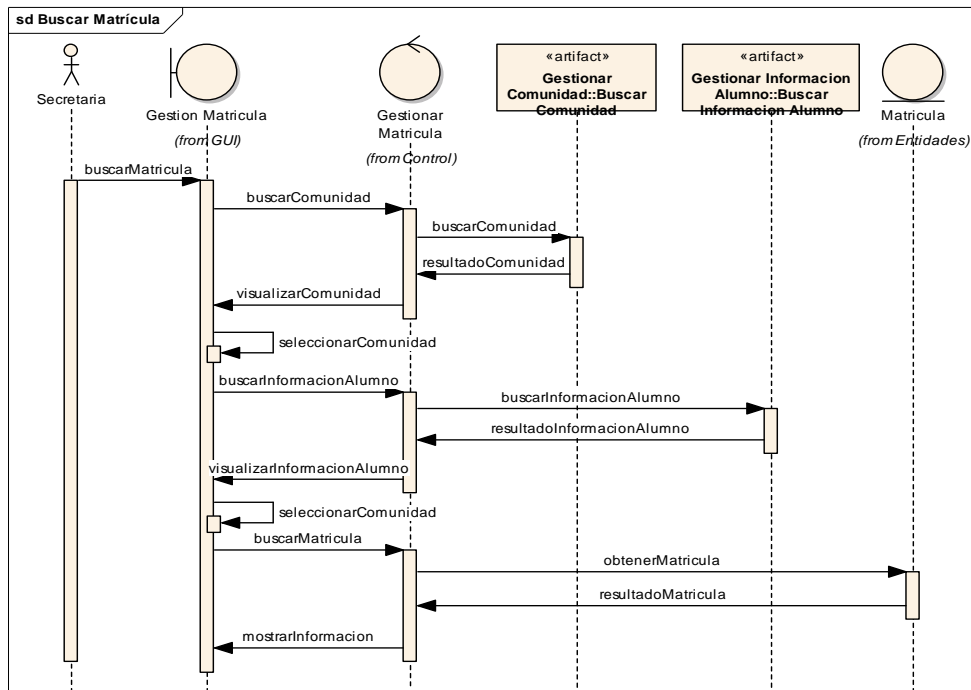 sd Buscar Matrícula
Secretaria
Gestion Matricula
(from GUI)
Gestionar
Matricula
(from Control)
«artifact»
Gestionar
Comunidad::Buscar
Comunidad
«artifact»
Gestionar Informacion
Alumno::Buscar
Informacion Alumno
Matricula
(from Entidades)
buscarMatricula
buscarComunidad
buscarComunidad
resultadoComunidad
visualizarComunidad
seleccionarComunidad
buscarInformacionAlumno
buscarInformacionAlumno
resultadoInformacionAlumno
visualizarInformacionAlumno
seleccionarComunidad
buscarMatricula
obtenerMatricula
resultadoMatricula
mostrarInformacion